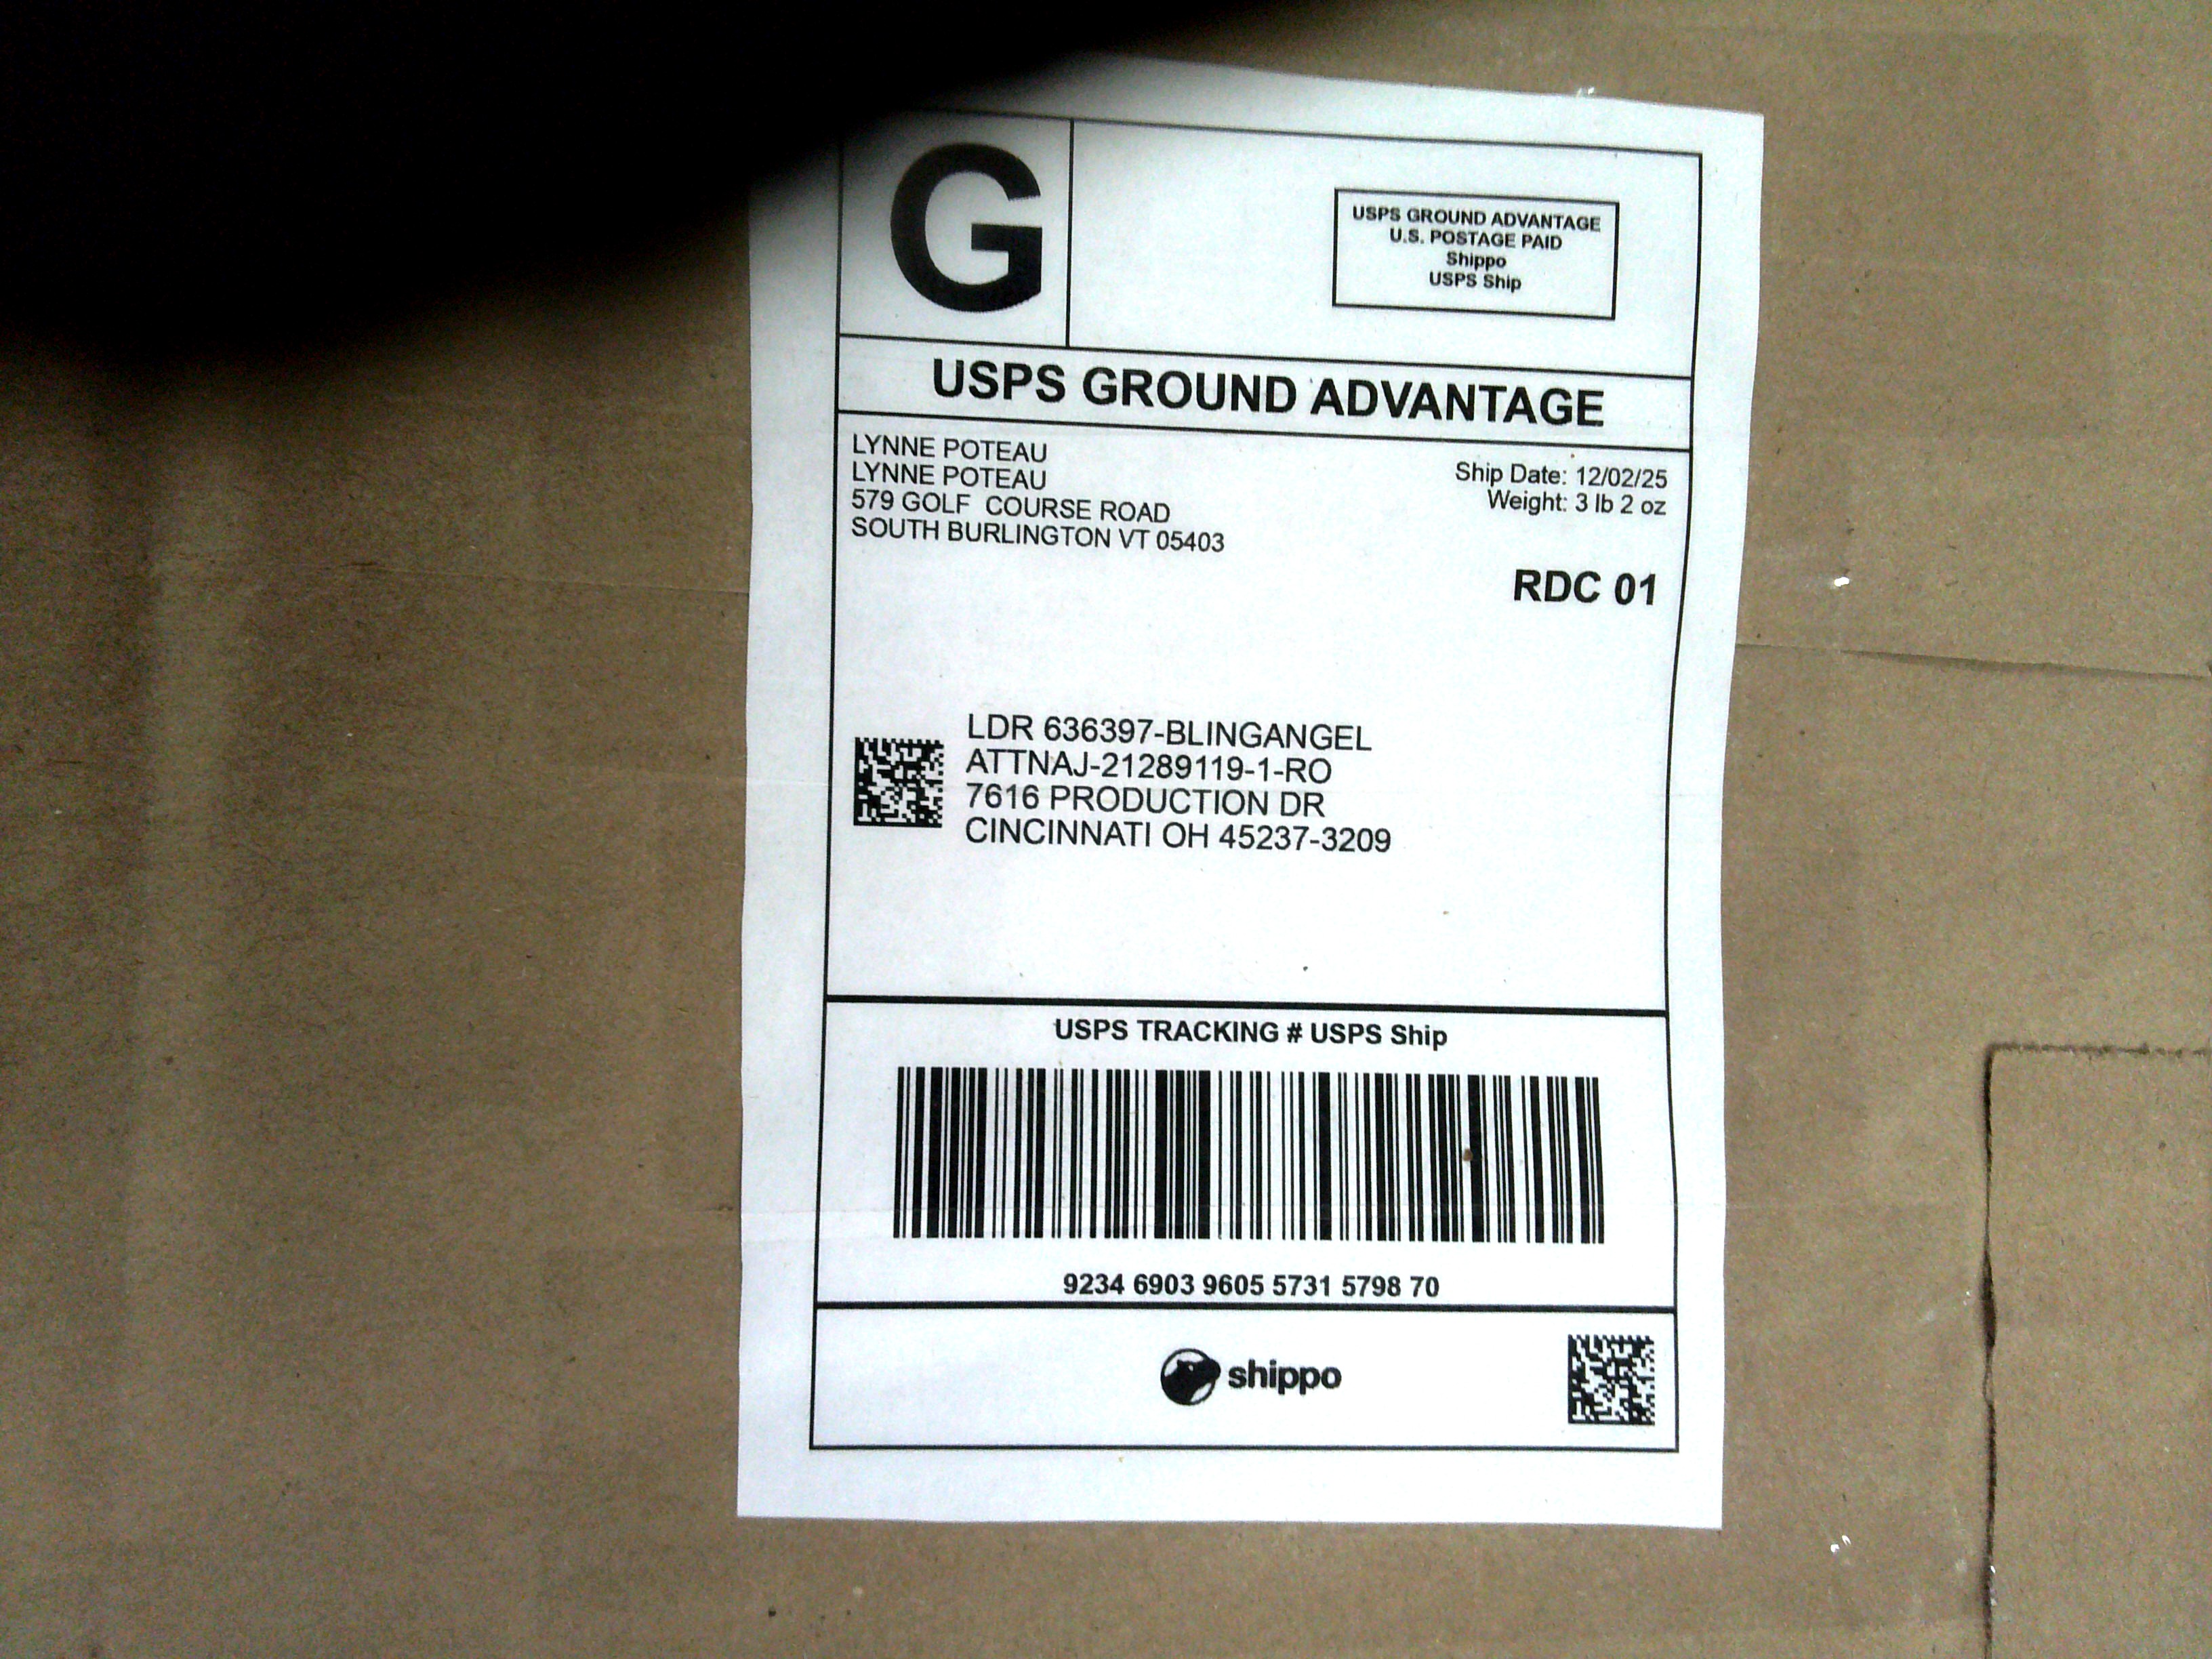 G
USPS GROUND ADVANTAGE
U.S. POSTAGE PAID
Shippo
USPS Ship
USPS GROUND ADVANTAGE
LYNNE POTEAU
LYNNE POTEAU
579 GOLF  COURSE ROAD
SOUTH BURLINGTON VT 05403
Ship Date: 12/02/25
Weight: 3 lb 2 oz
RDC 01
LDR 636397-BLINGANGEL
ATTNAJ-21289119-1-RO
7616 PRODUCTION DR
CINCINNATI OH 45237-3209
USPS TRACKING # USPS Ship
9234 6903 9605 5731 5798 70
shippo